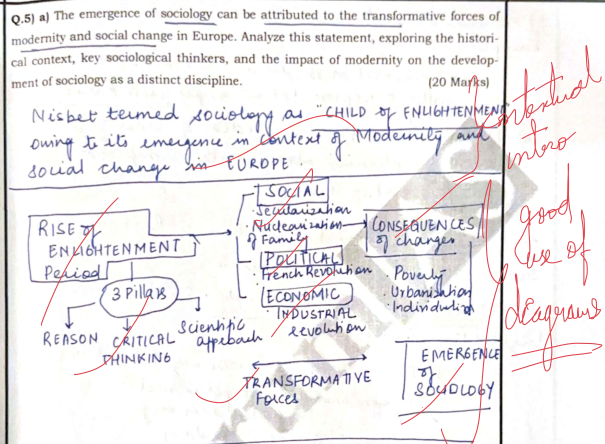 Q.5) a) The emergence of sociology can be attributed to the transformative forces of
modernity and social change in Europe. Analyze this statement, exploring the histori-
cal context, key sociological thinkers, and the impact of modernity on the develop-
ment of sociology as a distinct discipline. (20 Marks)
Nisbet termed sociology as "CHILD of ENLIGHTENMENT
owing to its emergence in context of Modernity and
social change in EUROPE.
contextual
intro
good
use of
diagrams
RISE of
ENLIGHTENMENT
Period
3 Pillars
REASON
CRITICAL
THINKING
Scientific
approach
SOCIAL
· Secularisation
· Nuclearisation
of Family
POLITICAL
· French Revolution
ECONOMIC
INDUSTRIAL
revolution
TRANSFORMATIVE
Forces
CONSEQUENCES
of changes
· Poverty
· Urbanisation
EMERGENCE
of
SOCIOLOGY